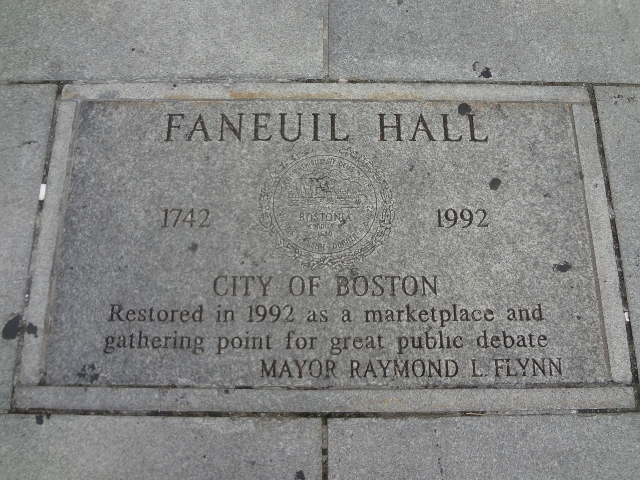 FANEUIL HALL
1742
BOSTONIA
1992
CITY OF BOSTON
Restored in 1992 as a marketplace and
gathering point for great public debate
MAYOR RAYMOND L. FLYNN